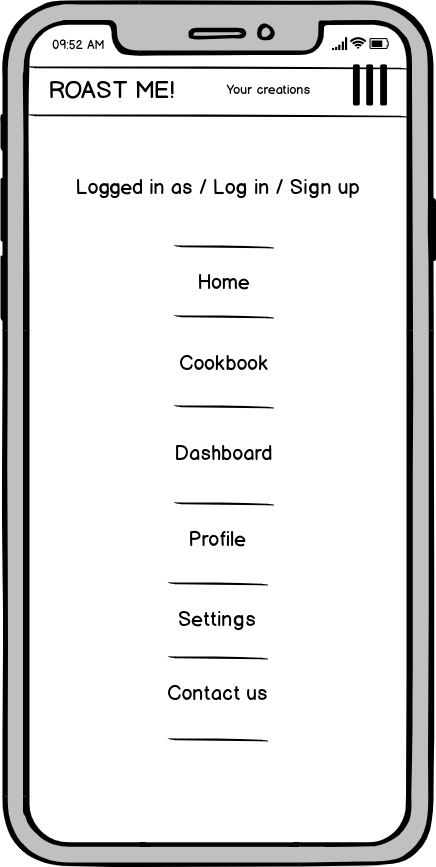 09:52 AM
ROAST ME! Your creations
Logged in as / Log in / Sign up
Home
Cookbook
Dashboard
Profile
Settings
Contact us